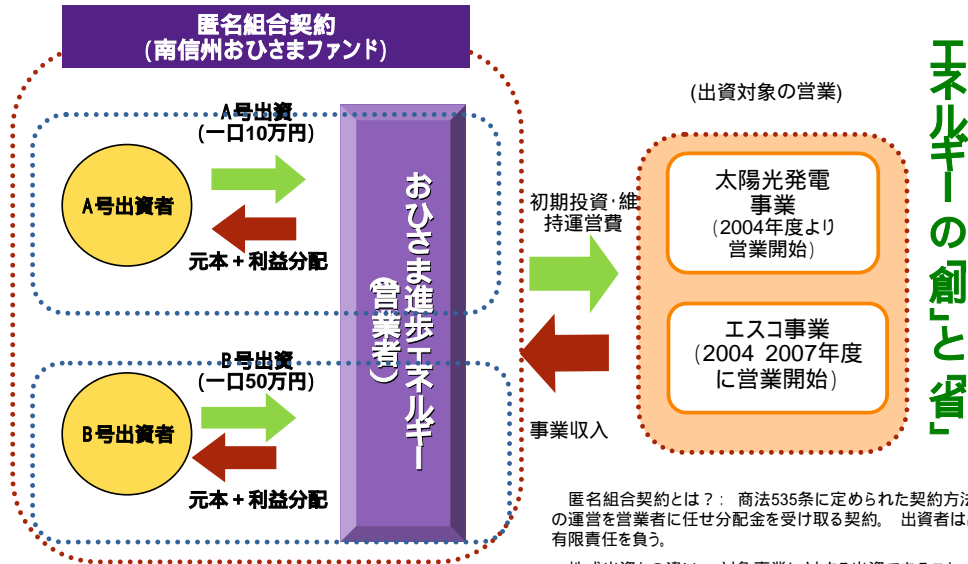 匿名組合契約
(南信州おひさまファンド)
A号出資
(一口10万円)
A号出資者
元本+利益分配
B号出資
(一口50万円)
B号出資者
元本+利益分配
おひさま進歩エネルギー
(営業者)
初期投資・維
持運営費
事業収入
(出資対象の営業)
太陽光発電
事業
(2004年度より
営業開始)
エスコ事業
(2004 2007年度
に営業開始)
エネルギーの「創」と「省」
匿名組合契約とは?: 商法535条に定められた契約方法
の運営を営業者に任せ分配金を受け取る契約。 出資者は
有限責任を負う。